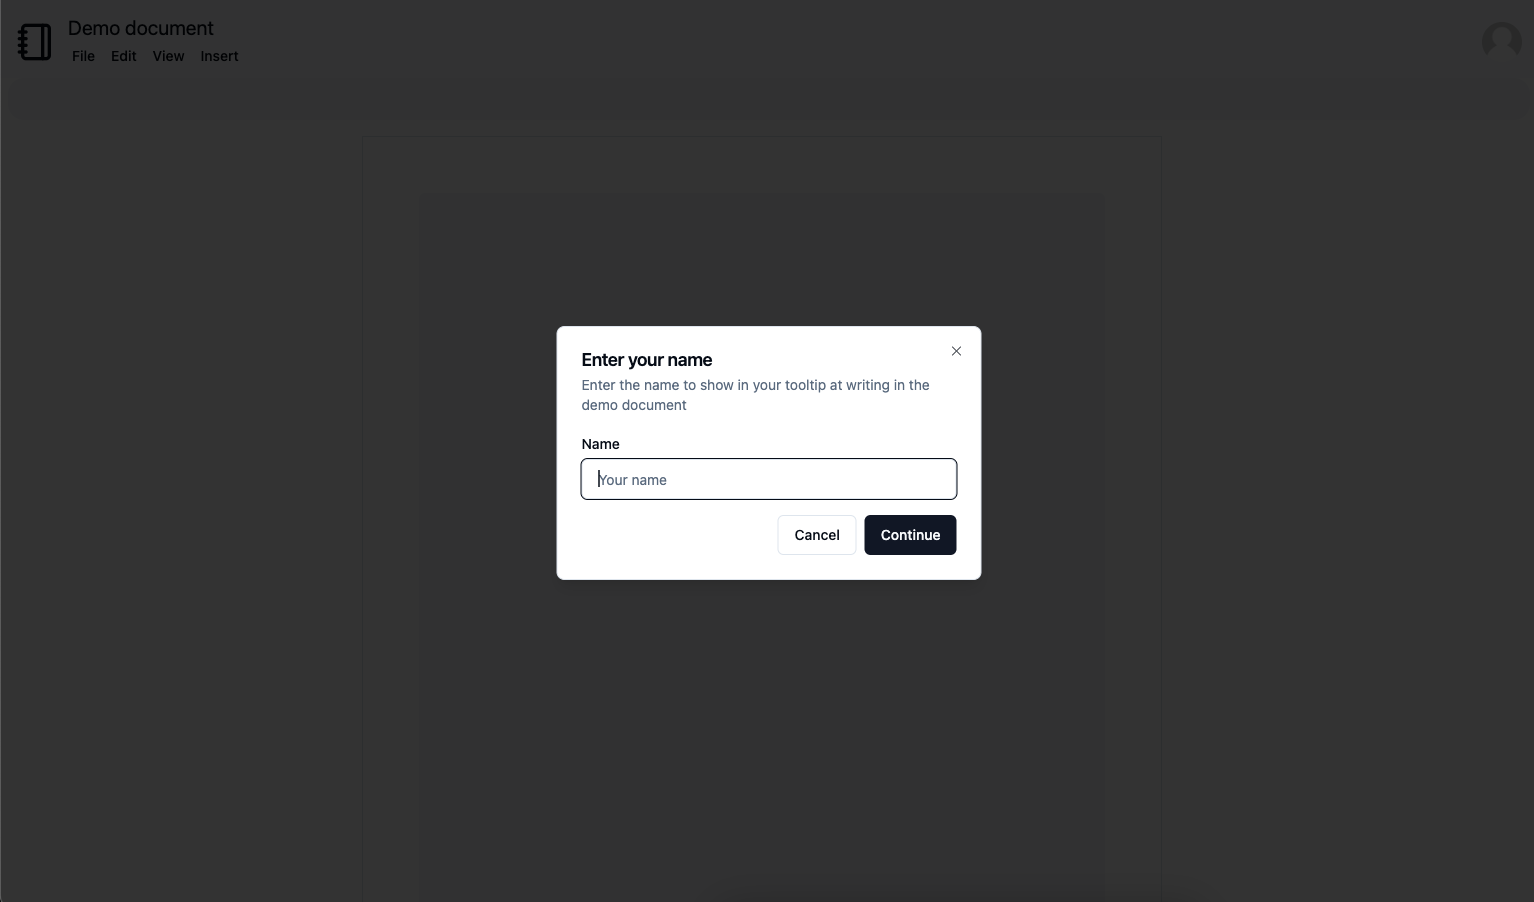 Demo document
File Edit View Insert
Enter your name
Enter the name to show in your tooltip at writing in the
demo document
Name
Your name
Cancel Continue